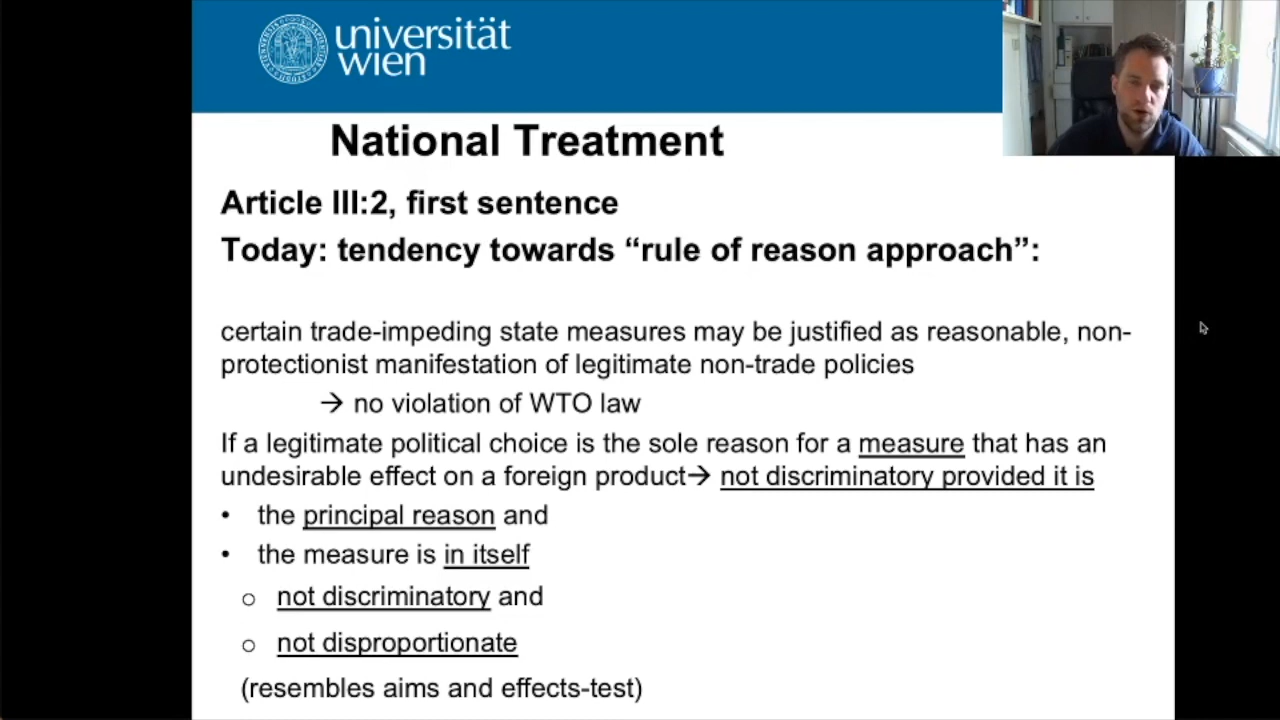 universität
wien
National Treatment
Article III:2, first sentence
Today: tendency towards “rule of reason approach”:
certain trade-impeding state measures may be justified as reasonable, non-
protectionist manifestation of legitimate non-trade policies
→ no violation of WTO law
If a legitimate political choice is the sole reason for a measure that has an
undesirable effect on a foreign product→ not discriminatory provided it is
• the principal reason and
• the measure is in itself
o not discriminatory and
o not disproportionate
(resembles aims and effects-test)